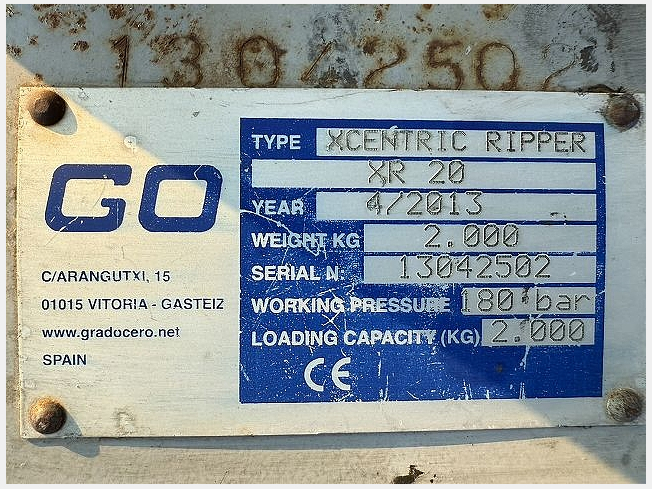 13042502
GO
C/ARANGUTXI, 15
01015 VITORIA - GASTEIZ
www.gradocero.net
SPAIN
TYPE XCENTRIC RIPPER
XR 20
YEAR 4/2013
WEIGHT KG 2.000
SERIAL N. 13042502
WORKING PRESSURE 180 bar
LOADING CAPACITY (KG) 2.000
CE